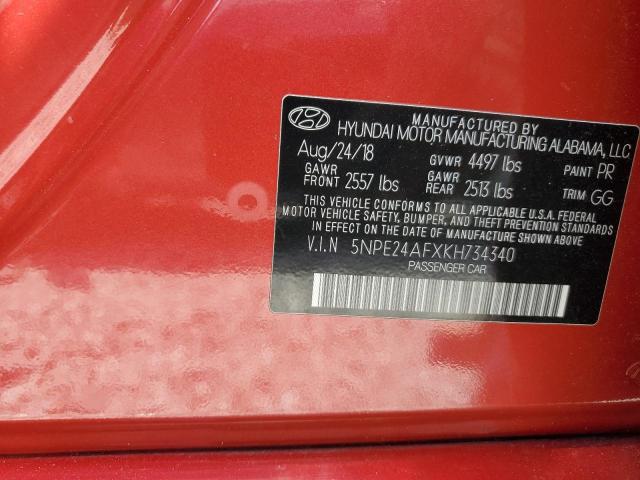 MANUFACTURED BY
HYUNDAI MOTOR MANUFACTURING ALABAMA, LLC
Aug/24/18 GVWR 4497 lbs PAINT PR
GAWR FRONT 2557 lbs GAWR REAR 2513 lbs TRIM GG
THIS VEHICLE CONFORMS TO ALL APPLICABLE U.S.A. FEDERAL
MOTOR VEHICLE SAFETY, BUMPER, AND THEFT PREVENTION STANDARDS
IN EFFECT ON THE DATE OF MANUFACTURE SHOWN ABOVE.
V.I.N 5NPE24AFXKH734340
PASSENGER CAR